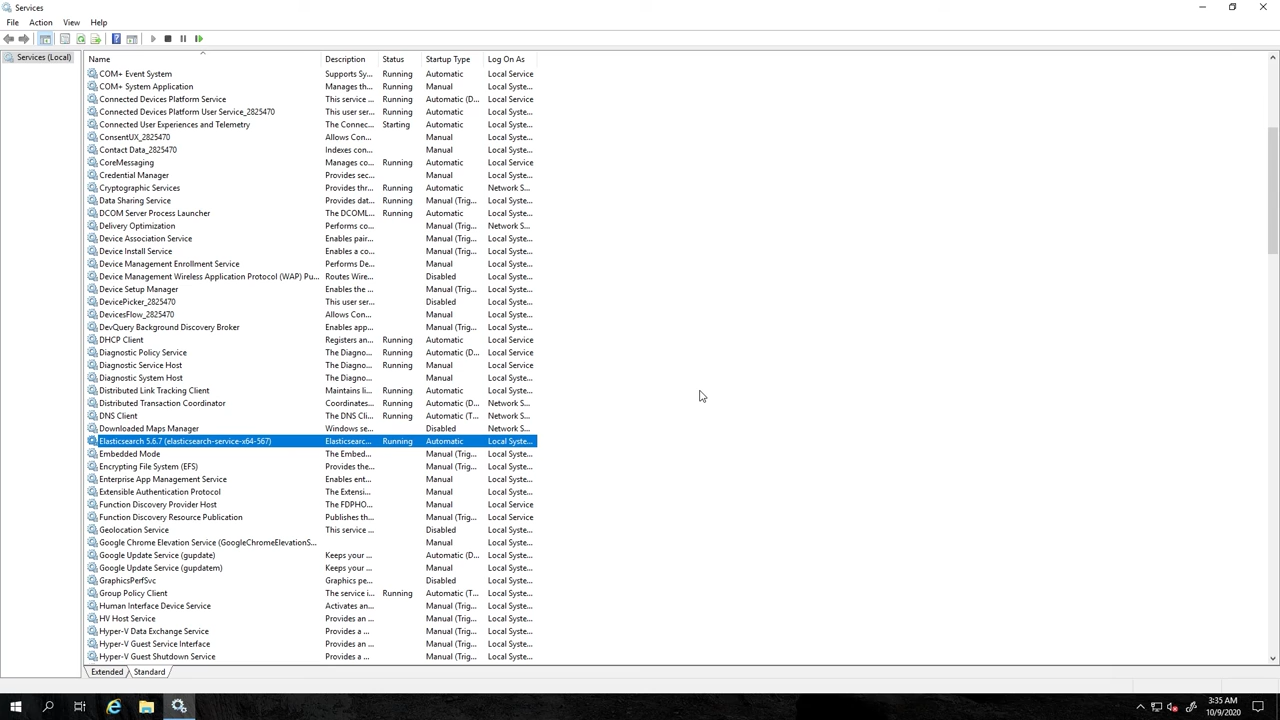 Services
File Action View Help
Services (Local)
Name Description Status Startup Type Log On As
COM+ Event System Supports Sy... Running Automatic Local Service
COM+ System Application Manages th... Running Manual Local Syste...
Connected Devices Platform Service This service ... Running Automatic (D... Local Service
Connected Devices Platform User Service_2825470 This user ser... Running Automatic Local Syste...
Connected User Experiences and Telemetry The Connec... Starting Automatic Local Syste...
ConsentUX_2825470 Allows Con... Manual Local Syste...
Contact Data_2825470 Indexes con... Manual Local Syste...
CoreMessaging Manages co... Running Automatic Local Service
Credential Manager Provides sec... Manual Local Syste...
Cryptographic Services Provides thr... Running Automatic Network S...
Data Sharing Service Provides dat... Running Manual (Trig... Local Syste...
DCOM Server Process Launcher The DCOML... Running Automatic Local Syste...
Delivery Optimization Performs co... Manual (Trig... Network S...
Device Association Service Enables pair... Manual (Trig... Local Syste...
Device Install Service Enables a co... Manual (Trig... Local Syste...
Device Management Enrollment Service Performs De... Manual Local Syste...
Device Management Wireless Application Protocol (WAP) Pu... Routes Wire... Disabled Local Syste...
Device Setup Manager Enables the ... Manual (Trig... Local Syste...
DevicePicker_2825470 This user ser... Disabled Local Syste...
DevicesFlow_2825470 Allows Con... Manual Local Syste...
DevQuery Background Discovery Broker Enables app... Manual (Trig... Local Syste...
DHCP Client Registers an... Running Automatic Local Service
Diagnostic Policy Service The Diagno... Running Automatic (D... Local Service
Diagnostic Service Host The Diagno... Running Manual Local Service
Diagnostic System Host The Diagno... Manual Local Syste...
Distributed Link Tracking Client Maintains li... Running Automatic Local Syste...
Distributed Transaction Coordinator Coordinates... Running Automatic (D... Network S...
DNS Client The DNS Cli... Running Automatic (T... Network S...
Downloaded Maps Manager Windows se... Disabled Network S...
Elasticsearch 5.6.7 (elasticsearch-service-x64-567) Elasticsearc... Running Automatic Local Syste...
Embedded Mode The Embed... Manual (Trig... Local Syste...
Encrypting File System (EFS) Provides the... Manual (Trig... Local Syste...
Enterprise App Management Service Enables ent... Manual Local Syste...
Extensible Authentication Protocol The Extensi... Manual Local Syste...
Function Discovery Provider Host The FDPHO... Manual Local Service
Function Discovery Resource Publication Publishes th... Manual (Trig... Local Service
Geolocation Service This service ... Disabled Local Syste...
Google Chrome Elevation Service (GoogleChromeElevationS... Manual Local Syste...
Google Update Service (gupdate) Keeps your ... Automatic (D... Local Syste...
Google Update Service (gupdatem) Keeps your ... Manual Local Syste...
GraphicsPerfSvc Graphics pe... Disabled Local Syste...
Group Policy Client The service i... Running Automatic (T... Local Syste...
Human Interface Device Service Activates an... Manual (Trig... Local Syste...
HV Host Service Provides an ... Manual (Trig... Local Syste...
Hyper-V Data Exchange Service Provides a ... Manual (Trig... Local Syste...
Hyper-V Guest Service Interface Provides an ... Manual (Trig... Local Syste...
Hyper-V Guest Shutdown Service Provides a ... Manual (Trig... Local Syste...
Extended Standard
3:35 AM
10/9/2020